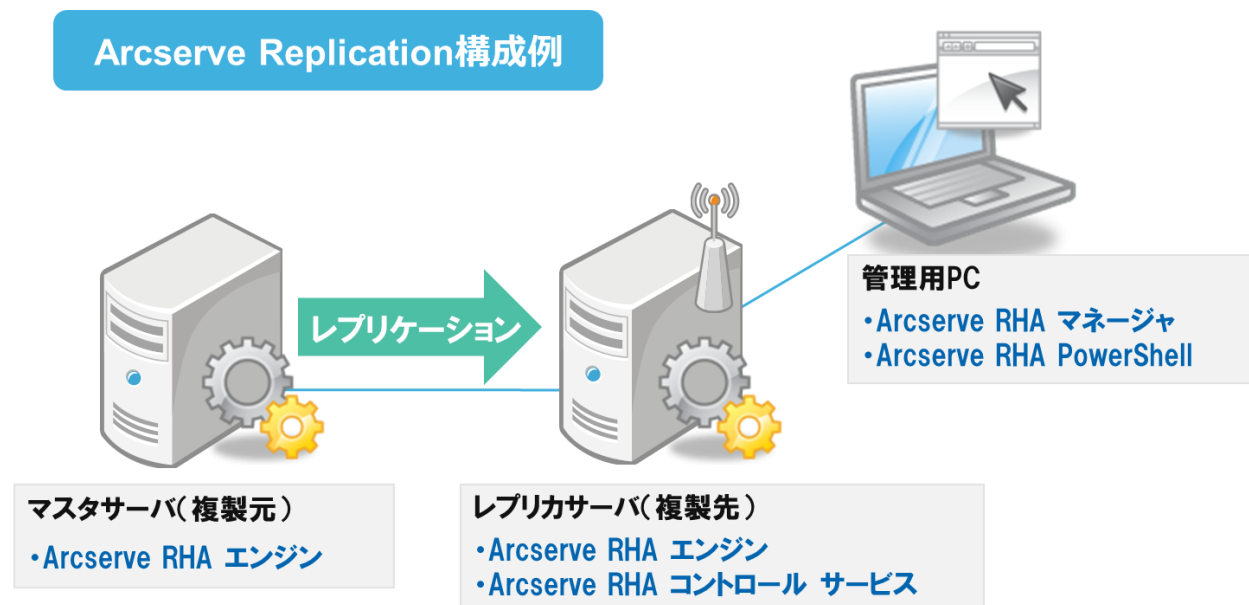 Arcserve Replication構成例
レプリケーション
管理用PC
・Arcserve RHA マネージャ
・Arcserve RHA PowerShell
マスタサーバ(複製元)
・Arcserve RHA エンジン
レプリカサーバ(複製先)
・Arcserve RHA エンジン
・Arcserve RHA コントロール サービス